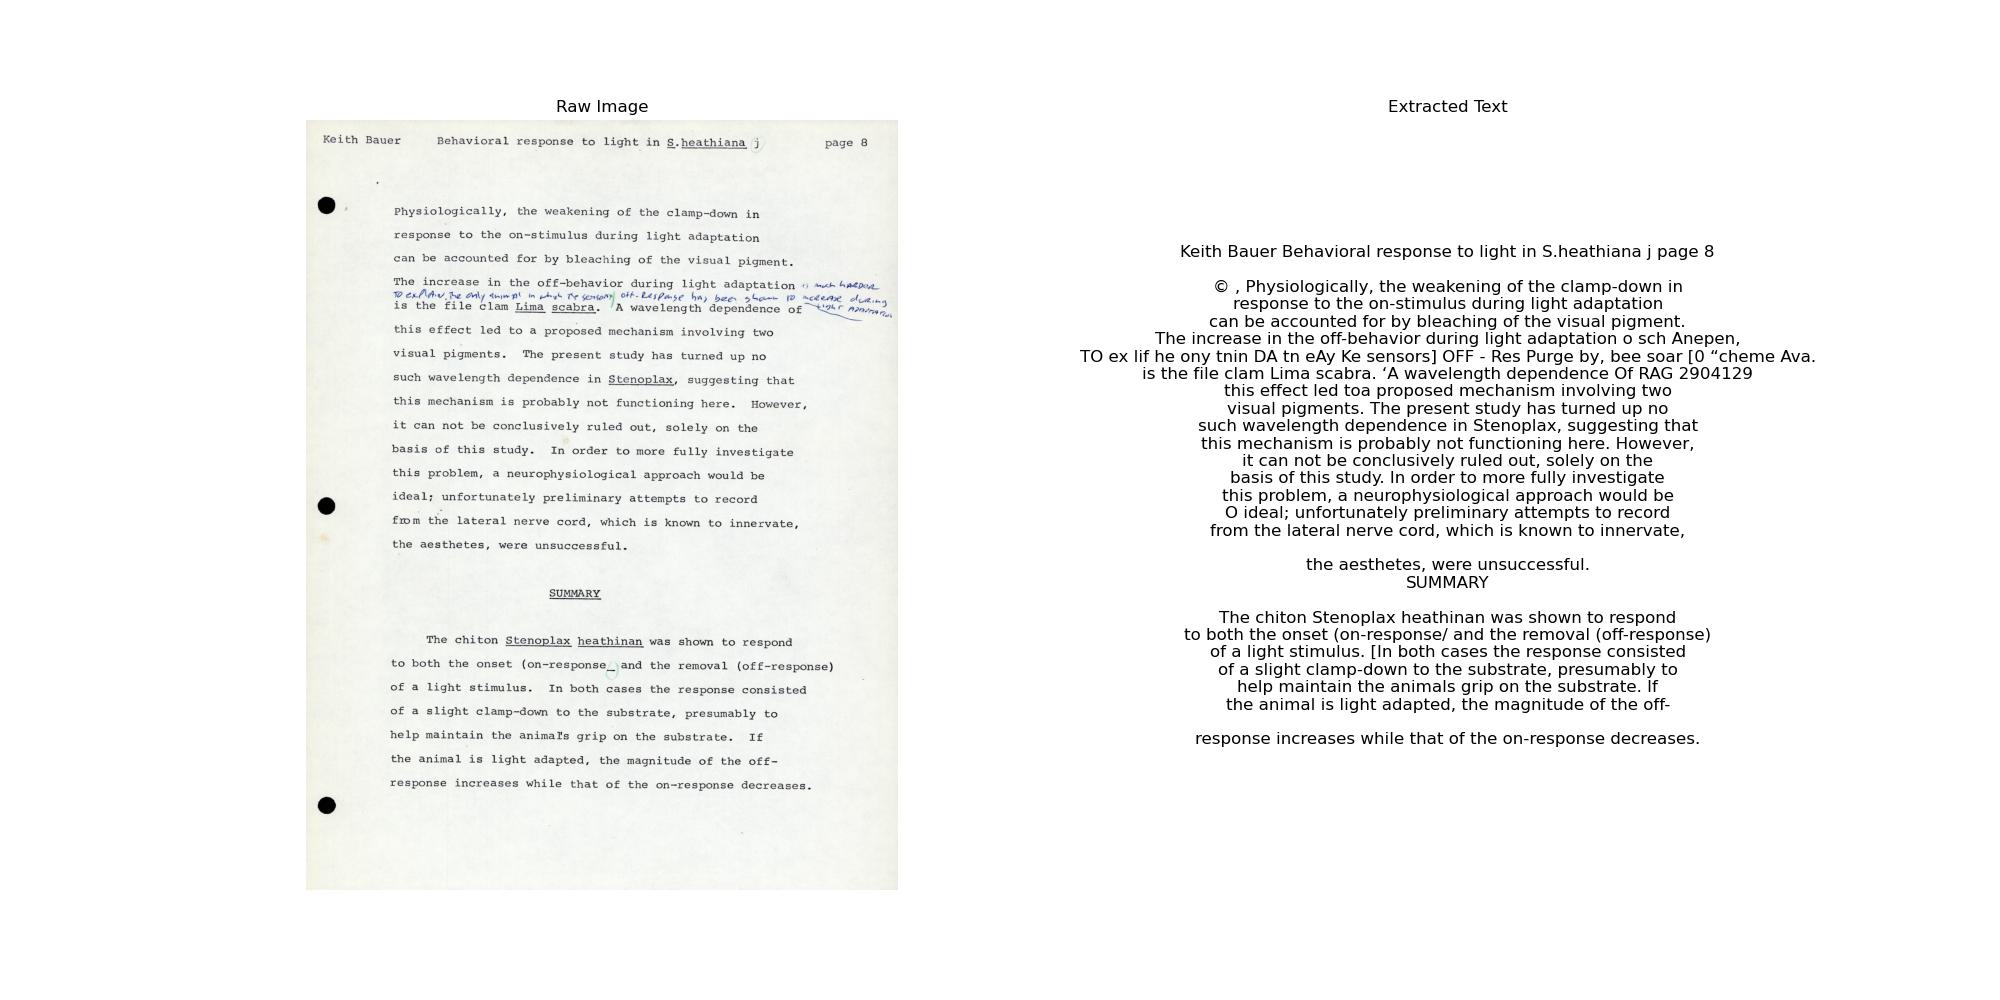 Raw Image
Keith Bauer Behavioral response to light in S.heathiana j page 8
Physiologically, the weakening of the clamp-down in
response to the on-stimulus during light adaptation
can be accounted for by bleaching of the visual pigment.
The increase in the off-behavior during light adaptation is much harder
to explain, the only animal in which the sensory off-response has been shown to increase during
is the file clam Lima scabra. A wavelength dependence of light adaptation
this effect led to a proposed mechanism involving two
visual pigments. The present study has turned up no
such wavelength dependence in Stenoplax, suggesting that
this mechanism is probably not functioning here. However,
it can not be conclusively ruled out, solely on the
basis of this study. In order to more fully investigate
this problem, a neurophysiological approach would be
ideal; unfortunately preliminary attempts to record
from the lateral nerve cord, which is known to innervate,
the aesthetes, were unsuccessful.
SUMMARY
The chiton Stenoplax heathinan was shown to respond
to both the onset (on-response_ and the removal (off-response)
of a light stimulus. In both cases the response consisted
of a slight clamp-down to the substrate, presumably to
help maintain the animal's grip on the substrate. If
the animal is light adapted, the magnitude of the off-
response increases while that of the on-response decreases.
Extracted Text
Keith Bauer Behavioral response to light in S.heathiana j page 8
© , Physiologically, the weakening of the clamp-down in
response to the on-stimulus during light adaptation
can be accounted for by bleaching of the visual pigment.
The increase in the off-behavior during light adaptation o sch Anepen,
TO ex lif he ony tnin DA tn eAy Ke sensors] OFF - Res Purge by, bee soar [0 “cheme Ava.
is the file clam Lima scabra. ‘A wavelength dependence Of RAG 2904129
this effect led toa proposed mechanism involving two
visual pigments. The present study has turned up no
such wavelength dependence in Stenoplax, suggesting that
this mechanism is probably not functioning here. However,
it can not be conclusively ruled out, solely on the
basis of this study. In order to more fully investigate
this problem, a neurophysiological approach would be
O ideal; unfortunately preliminary attempts to record
from the lateral nerve cord, which is known to innervate,
the aesthetes, were unsuccessful.
SUMMARY
The chiton Stenoplax heathinan was shown to respond
to both the onset (on-response/ and the removal (off-response)
of a light stimulus. [In both cases the response consisted
of a slight clamp-down to the substrate, presumably to
help maintain the animals grip on the substrate. If
the animal is light adapted, the magnitude of the off-
response increases while that of the on-response decreases.